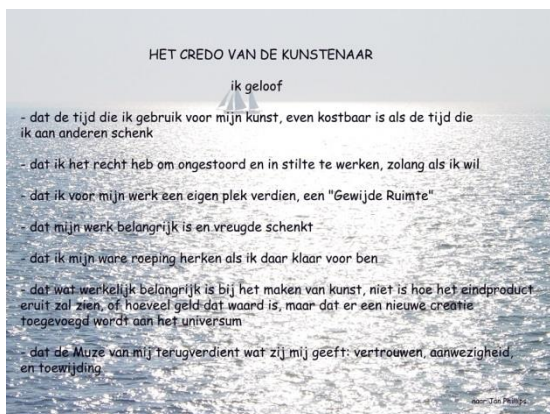 HET CREDO VAN DE KUNSTENAAR
ik geloof
- dat de tijd die ik gebruik voor mijn kunst, even kostbaar is als de tijd die
ik aan anderen schenk
- dat ik het recht heb om ongestoord en in stilte te werken, zolang als ik wil
- dat ik voor mijn werk een eigen plek verdien, een "Gewijde Ruimte"
- dat mijn werk belangrijk is en vreugde schenkt
- dat ik mijn ware roeping herken als ik daar klaar voor ben
- dat wat werkelijk belangrijk is bij het maken van kunst, niet is hoe het eindproduct
eruit zal zien, of hoeveel geld dat waard is, maar dat er een nieuwe creatie
toegevoegd wordt aan het universum
- dat de Muze van mij terugverdient wat zij mij geeft: vertrouwen, aanwezigheid,
en toewijding
naar Jan Phillips